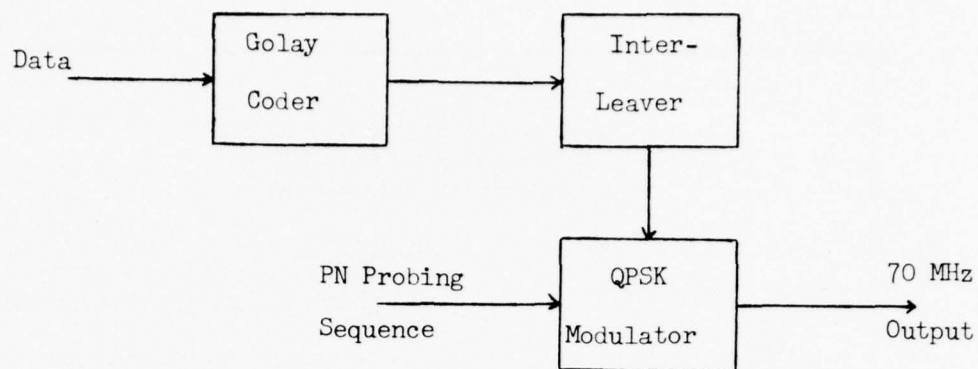 Data
Golay
Coder
Inter-
Leaver
PN Probing
Sequence
QPSK
Modulator
70 MHz
Output